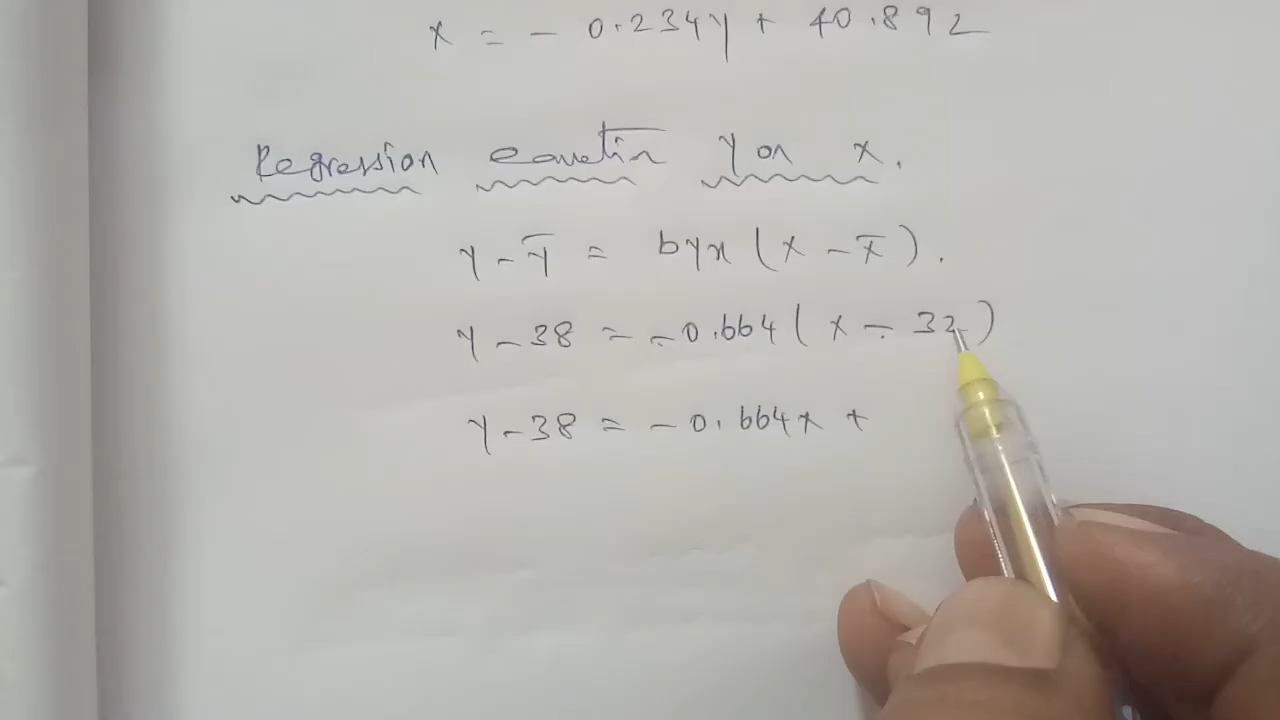 x = - 0.234y + 40.892
Regression equation y on x.
y - ȳ = byx (x - x̄).
y - 38 = -0.664 (x - 32)
y - 38 = -0.664x +